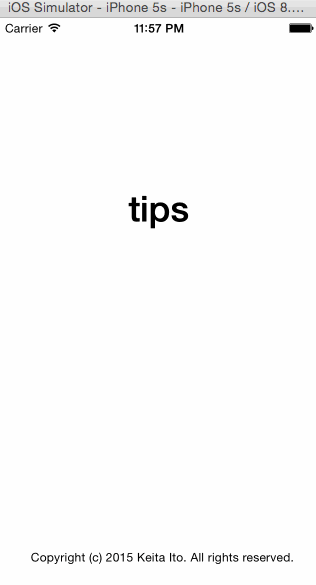 iOS Simulator - iPhone 5s - iPhone 5s / iOS 8....
Carrier 11:57 PM
tips
Copyright (c) 2015 Keita Ito. All rights reserved.